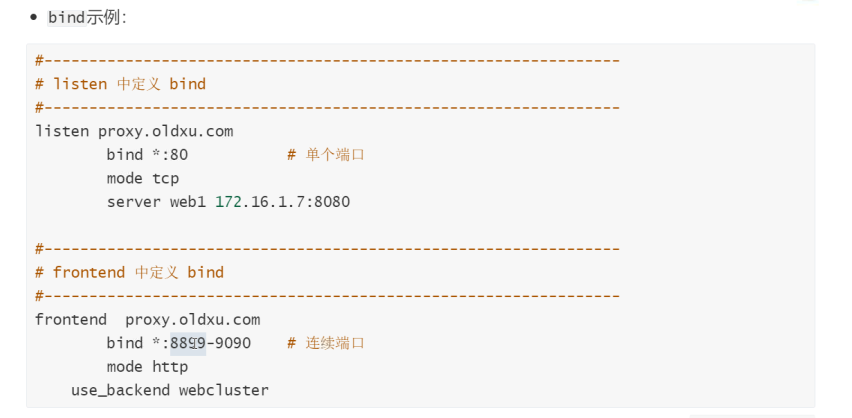 bind示例：
#----------------------------------------------------------------
# listen 中定义 bind
#----------------------------------------------------------------
listen proxy.oldxu.com
bind *:80 # 单个端口
mode tcp
server web1 172.16.1.7:8080
#----------------------------------------------------------------
# frontend 中定义 bind
#----------------------------------------------------------------
frontend proxy.oldxu.com
bind *:8899-9090 # 连续端口
mode http
use_backend webcluster